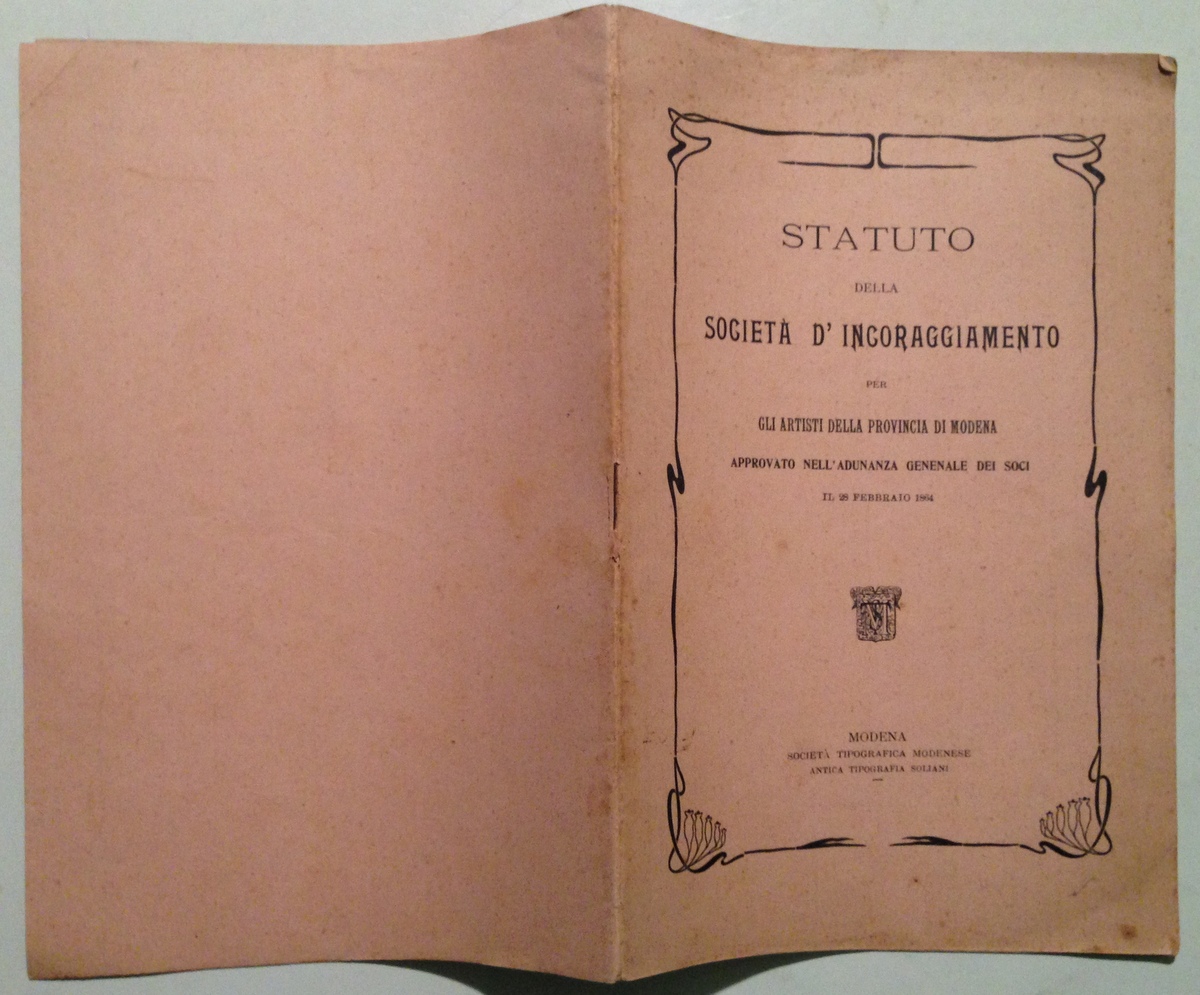 STATUTO
DELLA
SOCIETÀ D' INCORAGGIAMENTO
PER
GLI ARTISTI DELLA PROVINCIA DI MODENA
APPROVATO NELL'ADUNANZA GENENALE DEI SOCI
IL 28 FEBBRAIO 1864
MODENA
SOCIETÀ TIPOGRAFICA MODENESE
ANTICA TIPOGRAFIA SOLIANI